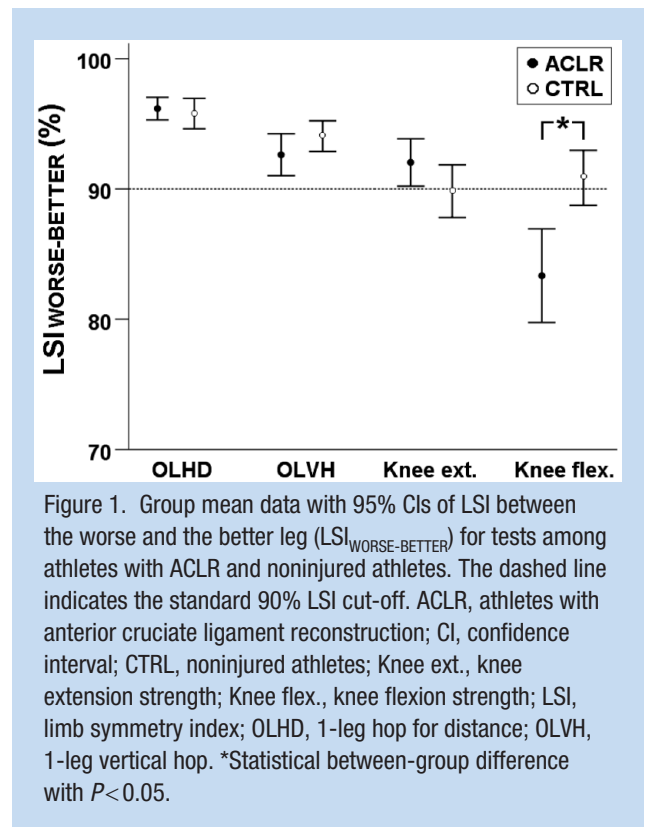 100
ACLR
CTRL
*
90
80
70
LSI WORSE-BETTER (%)
OLHD OLVH Knee ext. Knee flex.
Figure 1. Group mean data with 95% CIs of LSI between
the worse and the better leg (LSIWORSE-BETTER) for tests among
athletes with ACLR and noninjured athletes. The dashed line
indicates the standard 90% LSI cut-off. ACLR, athletes with
anterior cruciate ligament reconstruction; CI, confidence
interval; CTRL, noninjured athletes; Knee ext., knee
extension strength; Knee flex., knee flexion strength; LSI,
limb symmetry index; OLHD, 1-leg hop for distance; OLVH,
1-leg vertical hop. *Statistical between-group difference
with P<0.05.